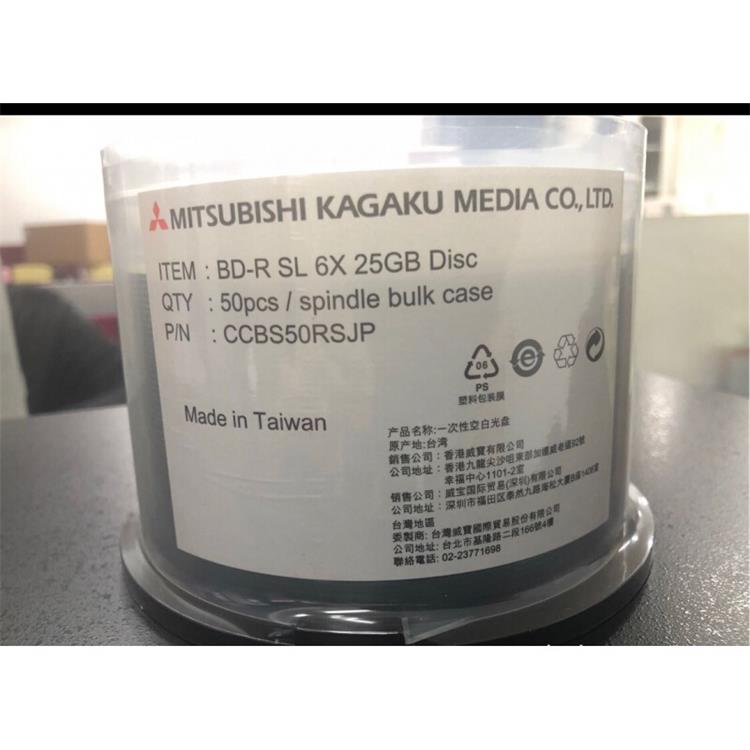 MITSUBISHI KAGAKU MEDIA CO., LTD.
ITEM : BD-R SL 6X 25GB Disc
QTY : 50pcs / spindle bulk case
P/N : CCBS50RSJP
06
PS
塑料包装膜
Made in Taiwan
产品名称:一次性空白光盘
原产地:台湾
銷售公司:香港威寶有限公司
公司地址:香港九龍尖沙咀東部加連威老道92號
幸福中心1101-2室
销售公司:威宝国际贸易(深圳)有限公司
公司地址:深圳市福田区泰然九路海松大厦B座1406室
台灣地區
委製商:台灣威寶國際貿易股份有限公司
公司地址:台北市基隆路二段166號4樓
聯絡電話:02-23771698